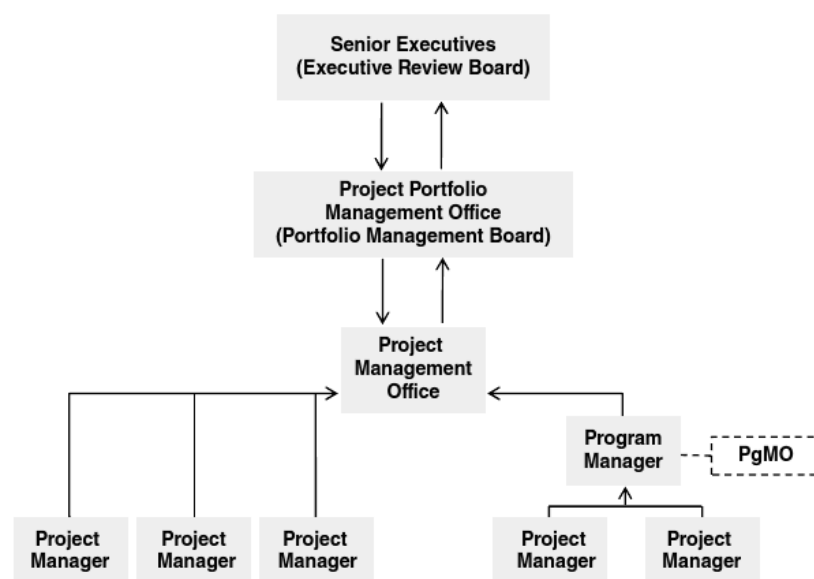 Senior Executives
(Executive Review Board)
Project Portfolio
Management Office
(Portfolio Management Board)
Project
Management
Office
Program
Manager
PgMO
Project
Manager
Project
Manager
Project
Manager
Project
Manager
Project
Manager